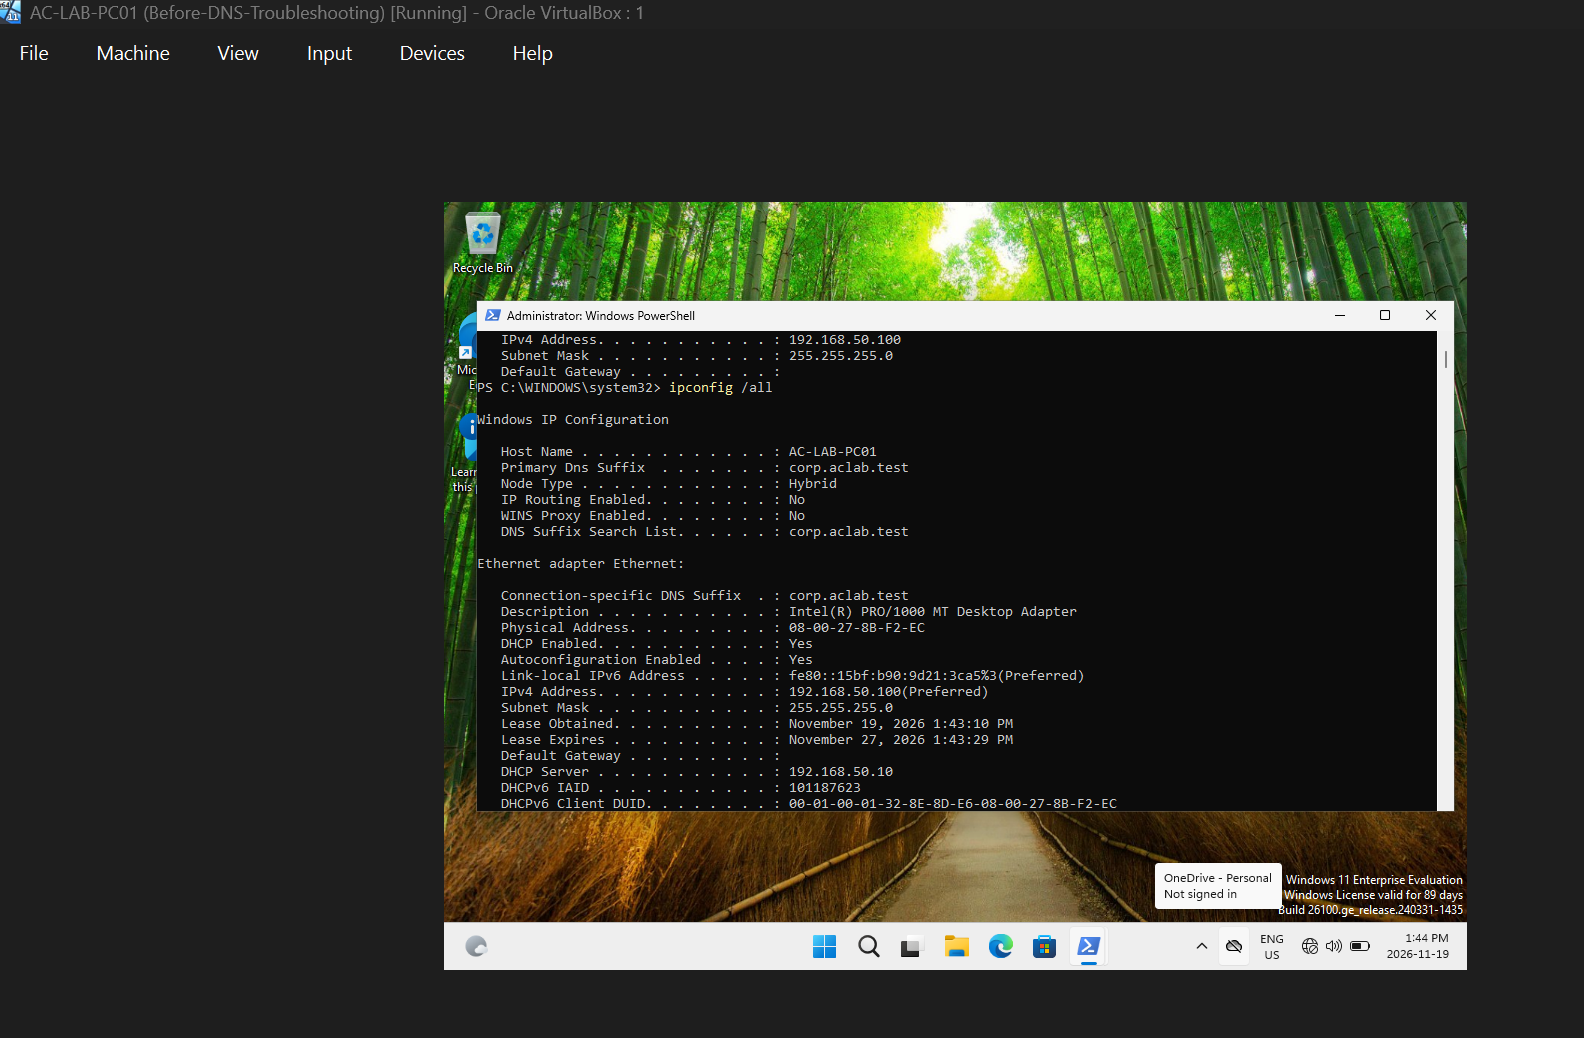 AC-LAB-PC01 (Before-DNS-Troubleshooting) [Running] - Oracle VirtualBox : 1
File Machine View Input Devices Help
Recycle Bin
Administrator: Windows PowerShell
IPv4 Address. . . . . . . . . . . : 192.168.50.100
Subnet Mask . . . . . . . . . . . : 255.255.255.0
Default Gateway . . . . . . . . . :
PS C:\WINDOWS\system32> ipconfig /all
Windows IP Configuration
Host Name . . . . . . . . . . . . : AC-LAB-PC01
Primary Dns Suffix  . . . . . . . : corp.aclab.test
Node Type . . . . . . . . . . . . : Hybrid
IP Routing Enabled. . . . . . . . : No
WINS Proxy Enabled. . . . . . . . : No
DNS Suffix Search List. . . . . . : corp.aclab.test
Ethernet adapter Ethernet:
Connection-specific DNS Suffix  . : corp.aclab.test
Description . . . . . . . . . . . : Intel(R) PRO/1000 MT Desktop Adapter
Physical Address. . . . . . . . . : 08-00-27-8B-F2-EC
DHCP Enabled. . . . . . . . . . . : Yes
Autoconfiguration Enabled . . . . : Yes
Link-local IPv6 Address . . . . . : fe80::15bf:b90:9d21:3ca5%3(Preferred)
IPv4 Address. . . . . . . . . . . : 192.168.50.100(Preferred)
Subnet Mask . . . . . . . . . . . : 255.255.255.0
Lease Obtained. . . . . . . . . . : November 19, 2026 1:43:10 PM
Lease Expires . . . . . . . . . . : November 27, 2026 1:43:29 PM
Default Gateway . . . . . . . . . :
DHCP Server . . . . . . . . . . . : 192.168.50.10
DHCPv6 IAID . . . . . . . . . . . : 101187623
DHCPv6 Client DUID. . . . . . . . : 00-01-00-01-32-8E-8D-E6-08-00-27-8B-F2-EC
Mic
E
Lear
this
OneDrive - Personal
Not signed in
Windows 11 Enterprise Evaluation
Windows License valid for 89 days
Build 26100.ge_release.240331-1435
ENG
US
1:44 PM
2026-11-19